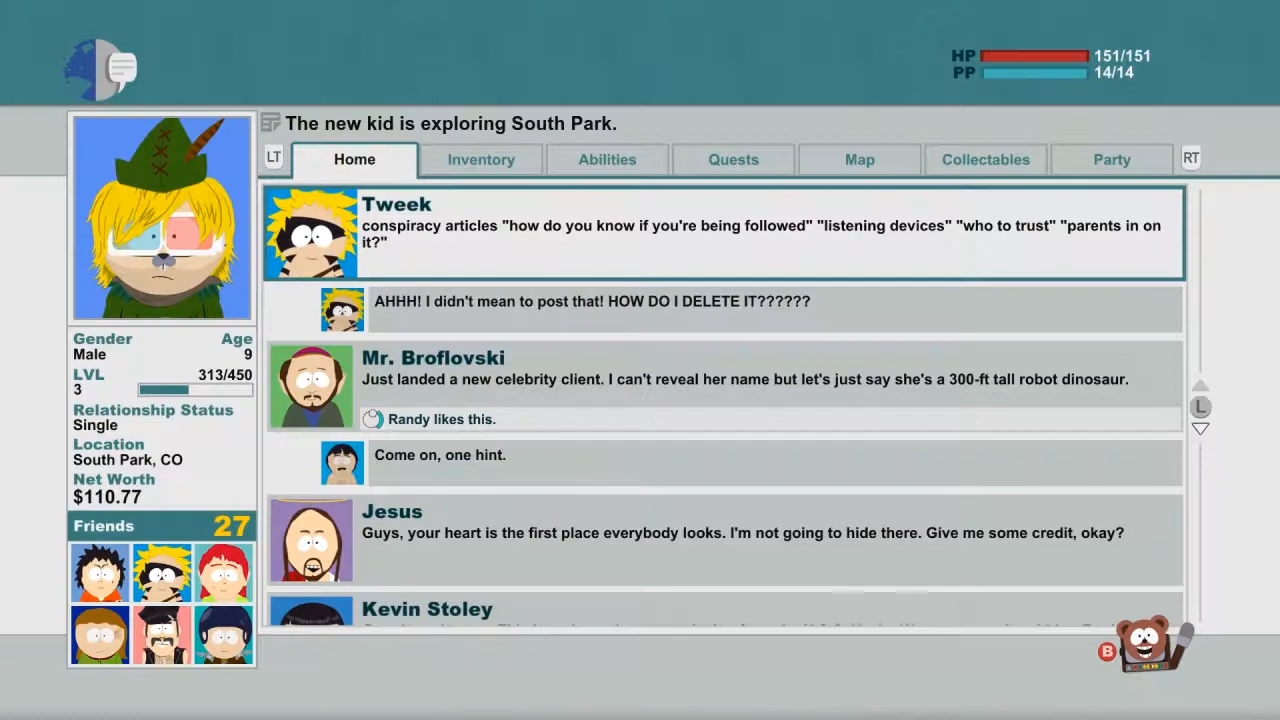 HP 151/151
PP 14/14
The new kid is exploring South Park.
LT Home Inventory Abilities Quests Map Collectables Party RT
Tweek
conspiracy articles "how do you know if you're being followed" "listening devices" "who to trust" "parents in on
it?"
AHHH! I didn't mean to post that! HOW DO I DELETE IT??????
Mr. Broflovski
Just landed a new celebrity client. I can't reveal her name but let's just say she's a 300-ft tall robot dinosaur.
Randy likes this.
Come on, one hint.
Jesus
Guys, your heart is the first place everybody looks. I'm not going to hide there. Give me some credit, okay?
Kevin Stoley
Gender Age
Male 9
LVL 313/450
3
Relationship Status
Single
Location
South Park, CO
Net Worth
$110.77
Friends 27
L
B